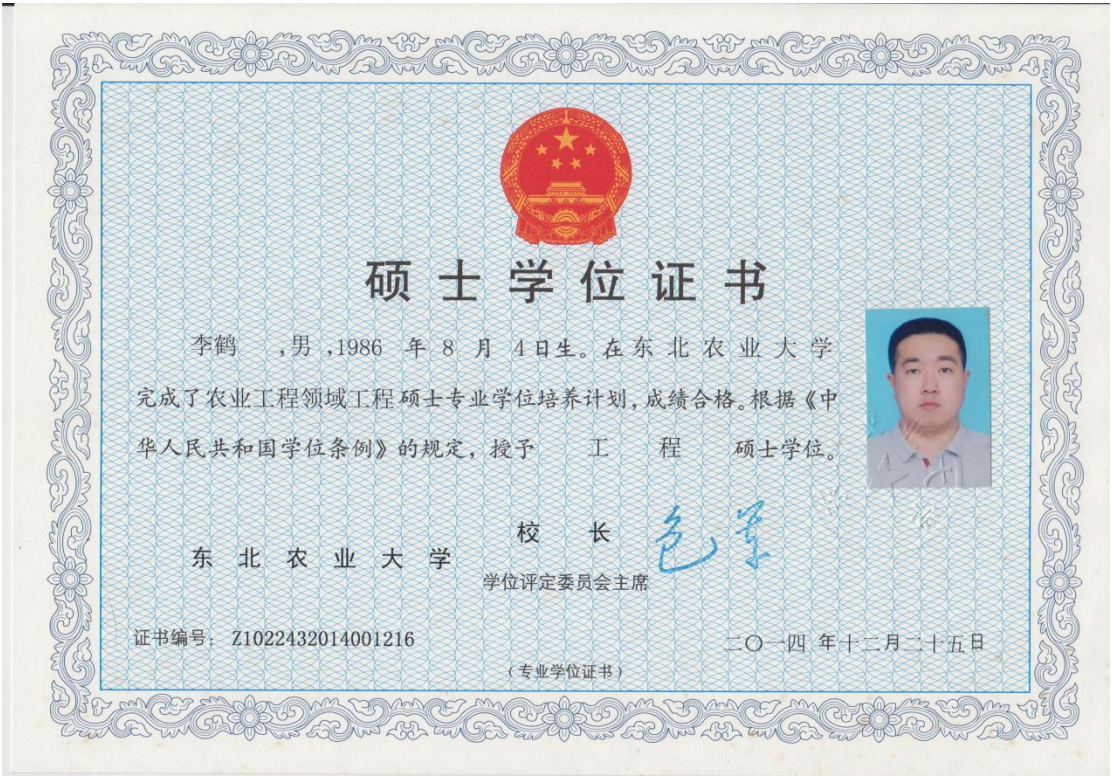 硕士学位证书
李鹤 ,男,1986 年 8 月 4日生。在东北农业大学
完成了农业工程领域工程硕士专业学位培养计划,成绩合格。根据《中
华人民共和国学位条例》的规定,授予 工程 硕士学位。
校长
东北农业大学
学位评定委员会主席
证书编号: Z1022432014001216
二〇一四 年十二月二十五日
(专业学位证书)